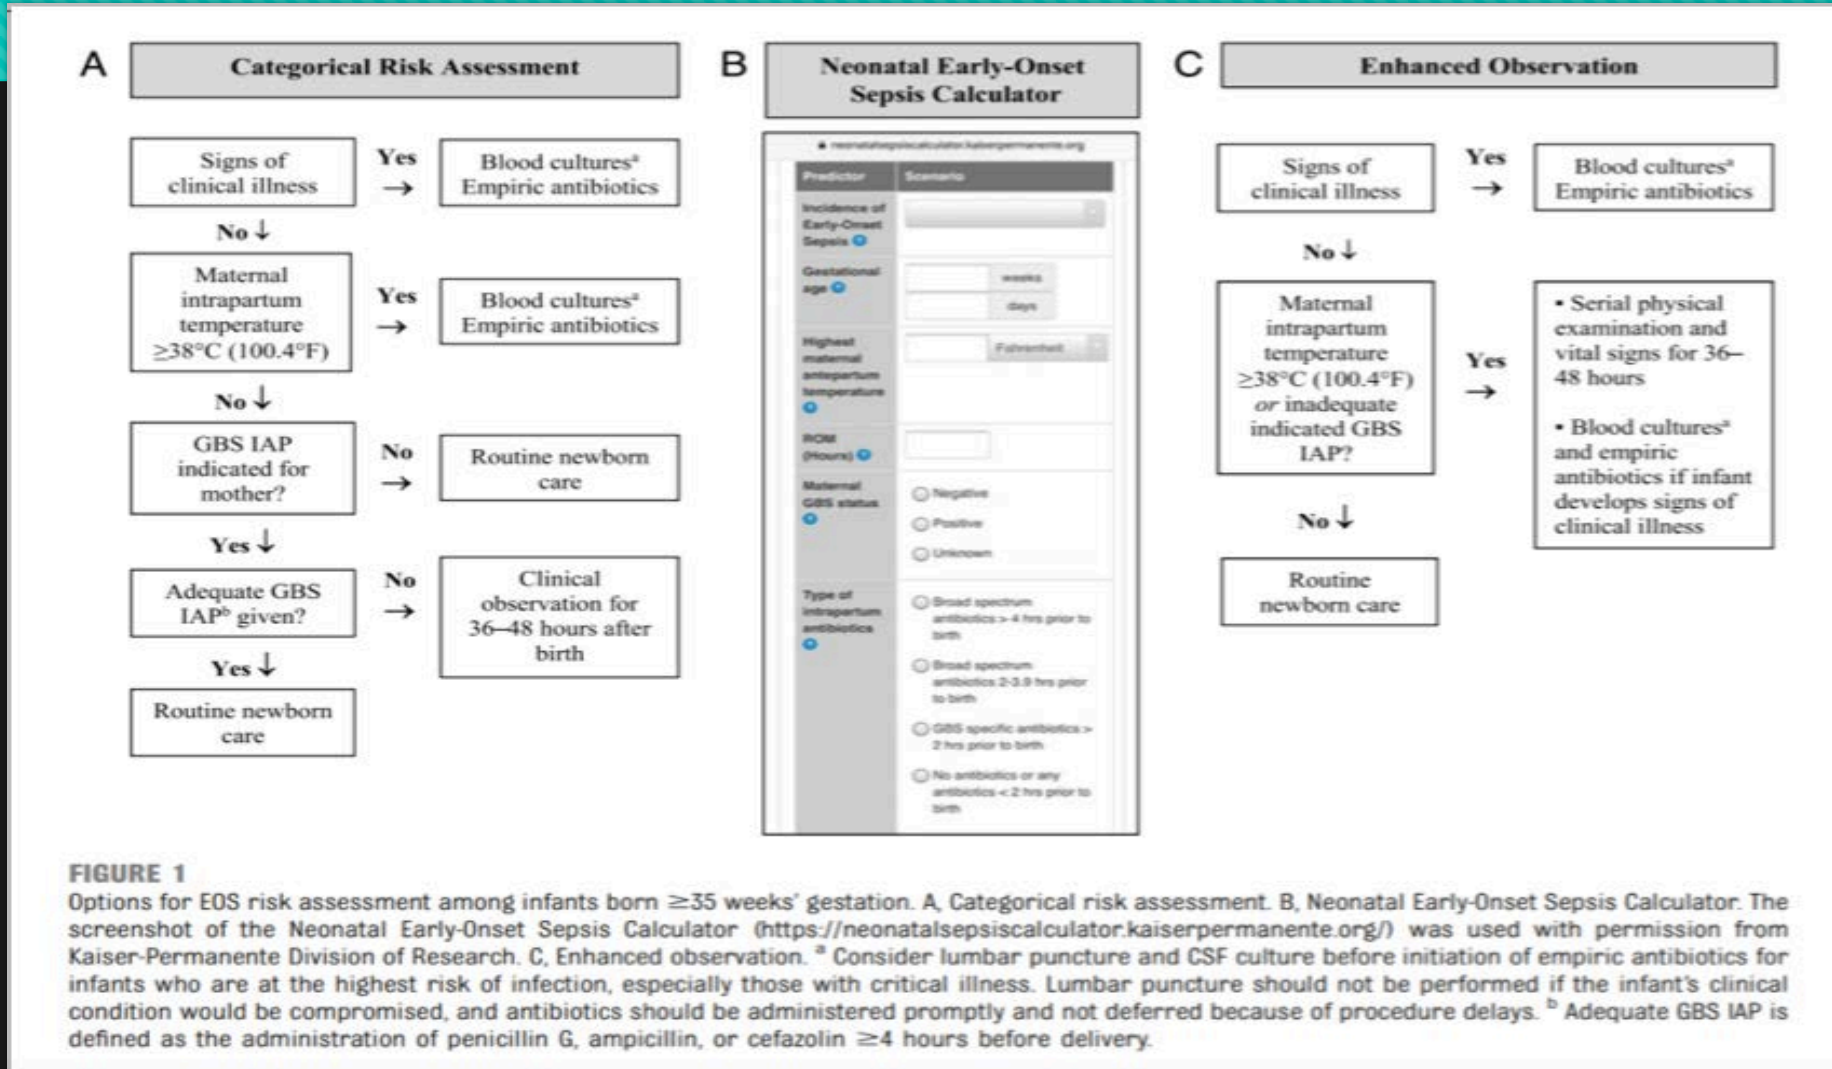 A
Categorical Risk Assessment
Signs of
clinical illness
Yes
→
Blood culturesᵃ
Empiric antibiotics
No ↓
Maternal
intrapartum
temperature
≥38°C (100.4°F)
Yes
→
Blood culturesᵃ
Empiric antibiotics
No ↓
GBS IAP
indicated for
mother?
No
→
Routine newborn
care
Yes ↓
Adequate GBS
IAPᵇ given?
No
→
Clinical
observation for
36–48 hours after
birth
Yes ↓
Routine newborn
care
B
Neonatal Early-Onset
Sepsis Calculator
neonatalsepsiscalculator.kaiserpermanente.org
Predictor
Scenario
Incidence of
Early-Onset
Sepsis
Gestational
age
weeks
days
Highest
maternal
antepartum
temperature
Fahrenheit
ROM
(Hours)
Maternal
GBS status
Negative
Positive
Unknown
Type of
intrapartum
antibiotics
Broad spectrum
antibiotics > 4 hrs prior to
birth
Broad spectrum
antibiotics 2-3.9 hrs prior
to birth
GBS specific antibiotics >
2 hrs prior to birth
No antibiotics or any
antibiotics < 2 hrs prior to
birth
C
Enhanced Observation
Signs of
clinical illness
Yes
→
Blood culturesᵃ
Empiric antibiotics
No ↓
Maternal
intrapartum
temperature
≥38°C (100.4°F)
or inadequate
indicated GBS
IAP?
Yes
→
• Serial physical
examination and
vital signs for 36–
48 hours
• Blood culturesᵃ
and empiric
antibiotics if infant
develops signs of
clinical illness
No ↓
Routine
newborn care
FIGURE 1
Options for EOS risk assessment among infants born ≥35 weeks' gestation. A, Categorical risk assessment. B, Neonatal Early-Onset Sepsis Calculator. The
screenshot of the Neonatal Early-Onset Sepsis Calculator (https://neonatalsepsiscalculator.kaiserpermanente.org/) was used with permission from
Kaiser-Permanente Division of Research. C, Enhanced observation. ᵃ Consider lumbar puncture and CSF culture before initiation of empiric antibiotics for
infants who are at the highest risk of infection, especially those with critical illness. Lumbar puncture should not be performed if the infant's clinical
condition would be compromised, and antibiotics should be administered promptly and not deferred because of procedure delays. ᵇ Adequate GBS IAP is
defined as the administration of penicillin G, ampicillin, or cefazolin ≥4 hours before delivery.